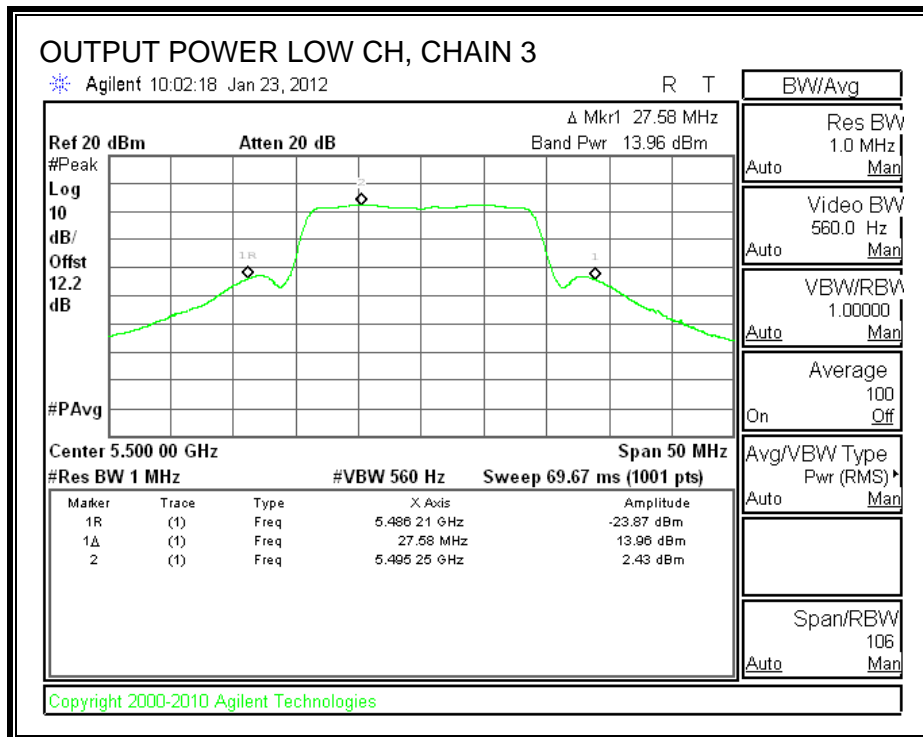 OUTPUT POWER LOW CH, CHAIN 3
Agilent 10:02:18 Jan 23, 2012 R T
BW/Avg
Δ Mkr1 27.58 MHz
Ref 20 dBm Atten 20 dB Band Pwr 13.96 dBm
#Peak
Log
10
dB/
Offst
12.2
dB
2
1R
1
#PAvg
Center 5.500 00 GHz Span 50 MHz
#Res BW 1 MHz #VBW 560 Hz Sweep 69.67 ms (1001 pts)
Marker Trace Type X Axis Amplitude
1R (1) Freq 5.486 21 GHz -23.87 dBm
1Δ (1) Freq 27.58 MHz 13.96 dBm
2 (1) Freq 5.495 25 GHz 2.43 dBm
Res BW
1.0 MHz
Auto Man
Video BW
560.0 Hz
Auto Man
VBW/RBW
1.00000
Auto Man
Average
100
On Off
Avg/VBW Type
Pwr (RMS)
Auto Man
Span/RBW
106
Auto Man
Copyright 2000-2010 Agilent Technologies